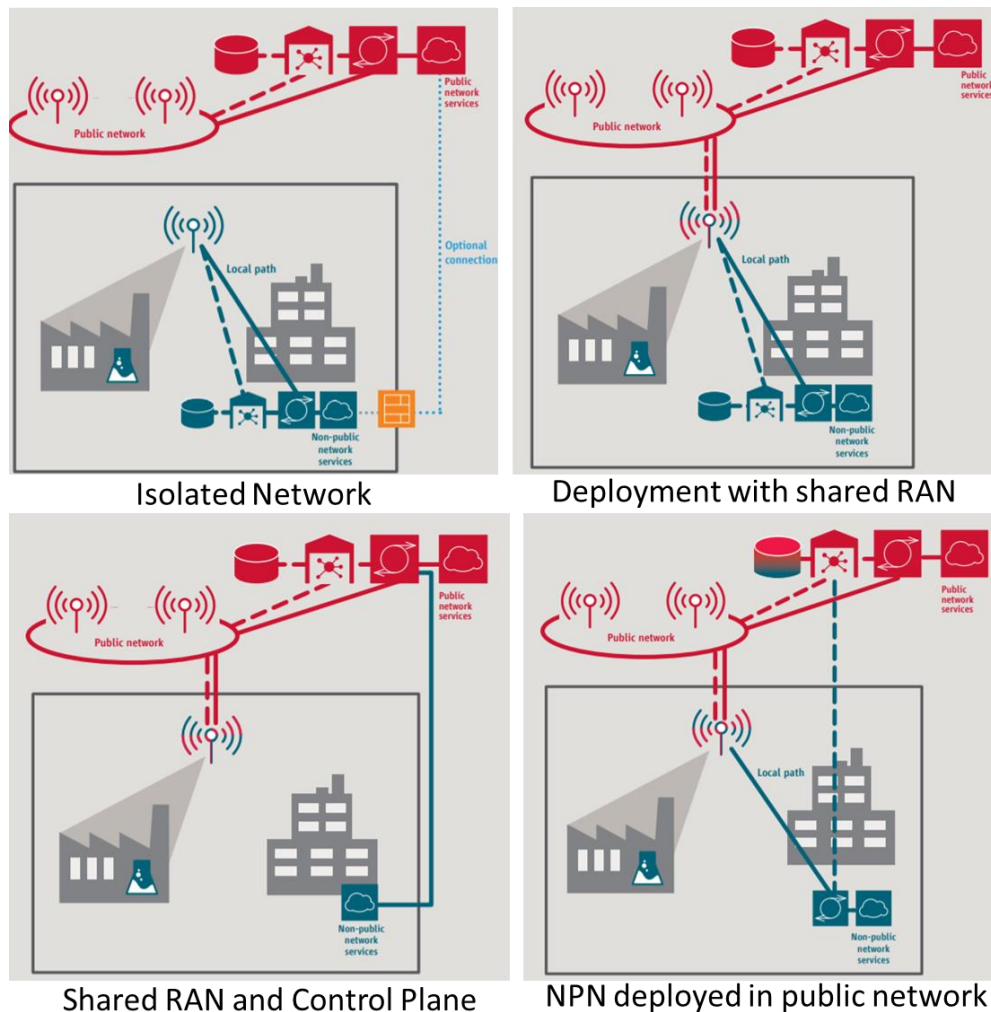 Public
network
services
Public network
Optional
connection
Local path
Non-public
network
services
Isolated Network
Public
network
services
Public network
Local path
Non-public
network
services
Deployment with shared RAN
Public
network
services
Public network
Non-public
network
services
Shared RAN and Control Plane
Public
network
services
Public network
Local path
Non-public
network
services
NPN deployed in public network